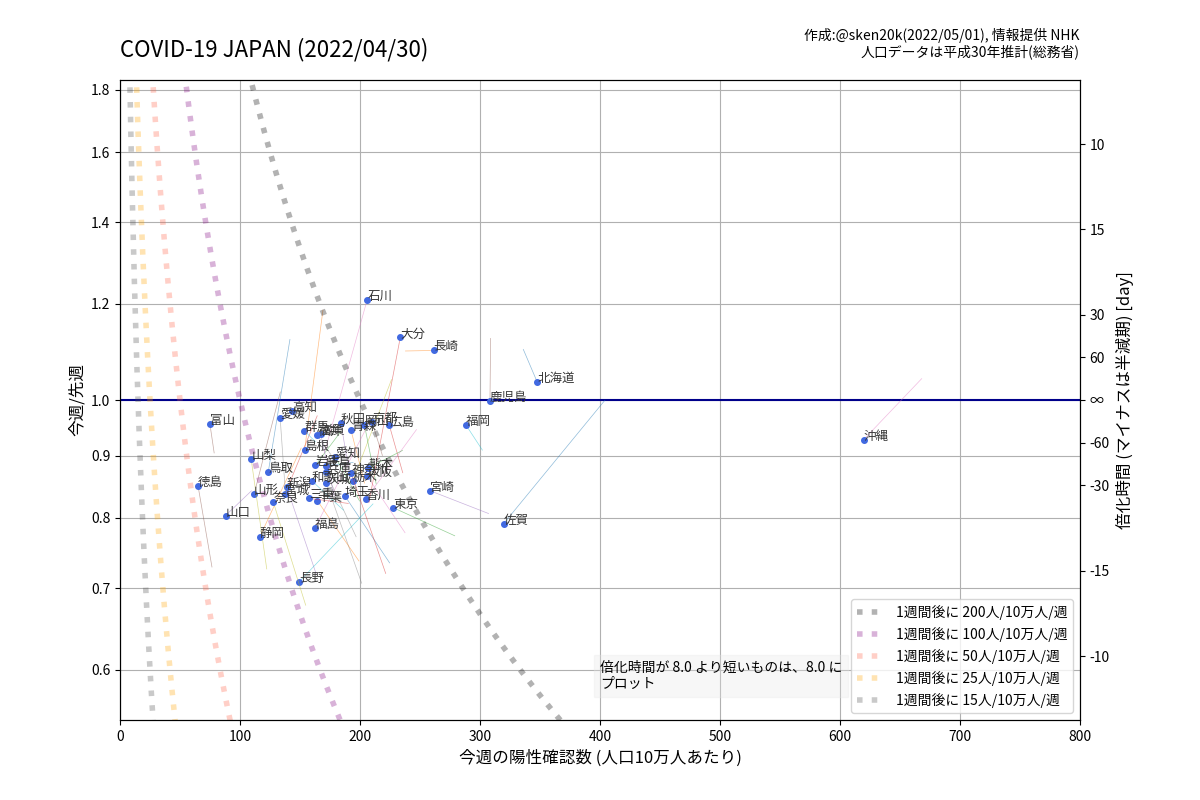 COVID-19 JAPAN (2022/04/30)
作成:@sken20k(2022/05/01), 情報提供 NHK
人口データは平成30年推計(総務省)
今週/先週
1.8
1.6
1.4
1.2
1.0
0.9
0.8
0.7
0.6
10
15
30
60
∞
-60
-30
-15
-10
倍化時間 (マイナスは半減期) [day]
石川
大分
長崎
北海道
鹿児島
高知
愛媛
富山
秋田
京都
広島
福岡
群馬
沖縄
島根
愛知
山梨
鳥取
徳島
新潟
山形
宮城
奈良
千葉
埼玉
香川
宮崎
山口
東京
佐賀
静岡
福島
長野
倍化時間が 8.0 より短いものは、8.0 に
プロット
1週間後に 200人/10万人/週
1週間後に 100人/10万人/週
1週間後に 50人/10万人/週
1週間後に 25人/10万人/週
1週間後に 15人/10万人/週
0
100
200
300
400
500
600
700
800
今週の陽性確認数 (人口10万人あたり)